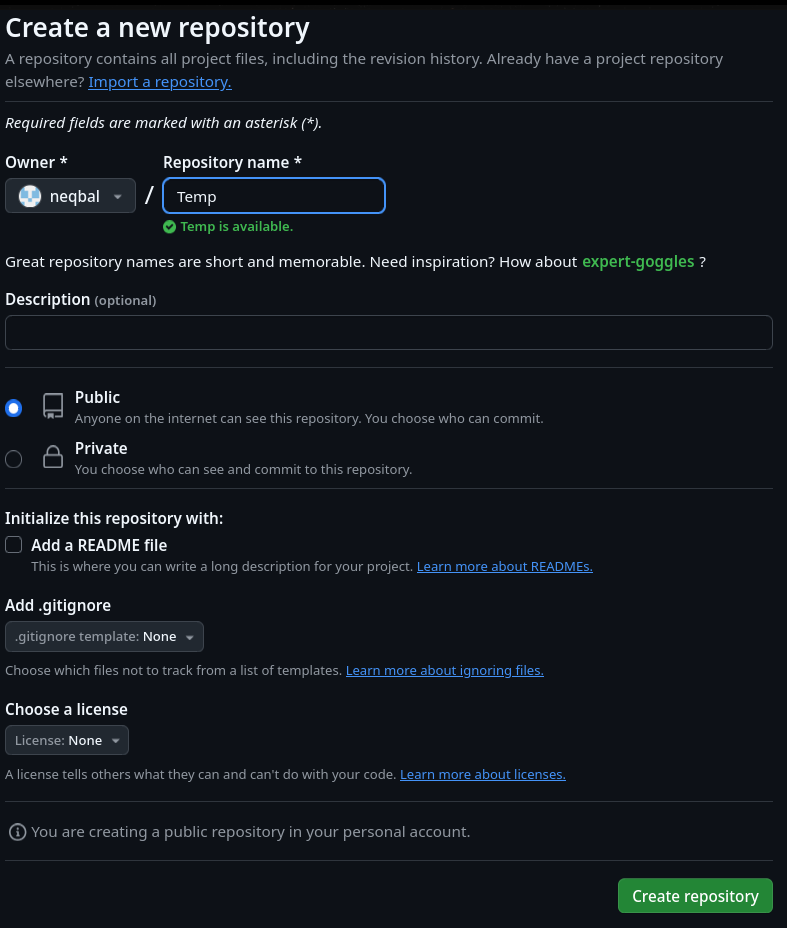 Create a new repository
A repository contains all project files, including the revision history. Already have a project repository
elsewhere? Import a repository.
Required fields are marked with an asterisk (*).
Owner *
Repository name *
neqbal
/
Temp
Temp is available.
Great repository names are short and memorable. Need inspiration? How about expert-goggles ?
Description (optional)
Public
Anyone on the internet can see this repository. You choose who can commit.
Private
You choose who can see and commit to this repository.
Initialize this repository with:
Add a README file
This is where you can write a long description for your project. Learn more about READMEs.
Add .gitignore
.gitignore template: None
Choose which files not to track from a list of templates. Learn more about ignoring files.
Choose a license
License: None
A license tells others what they can and can't do with your code. Learn more about licenses.
You are creating a public repository in your personal account.
Create repository